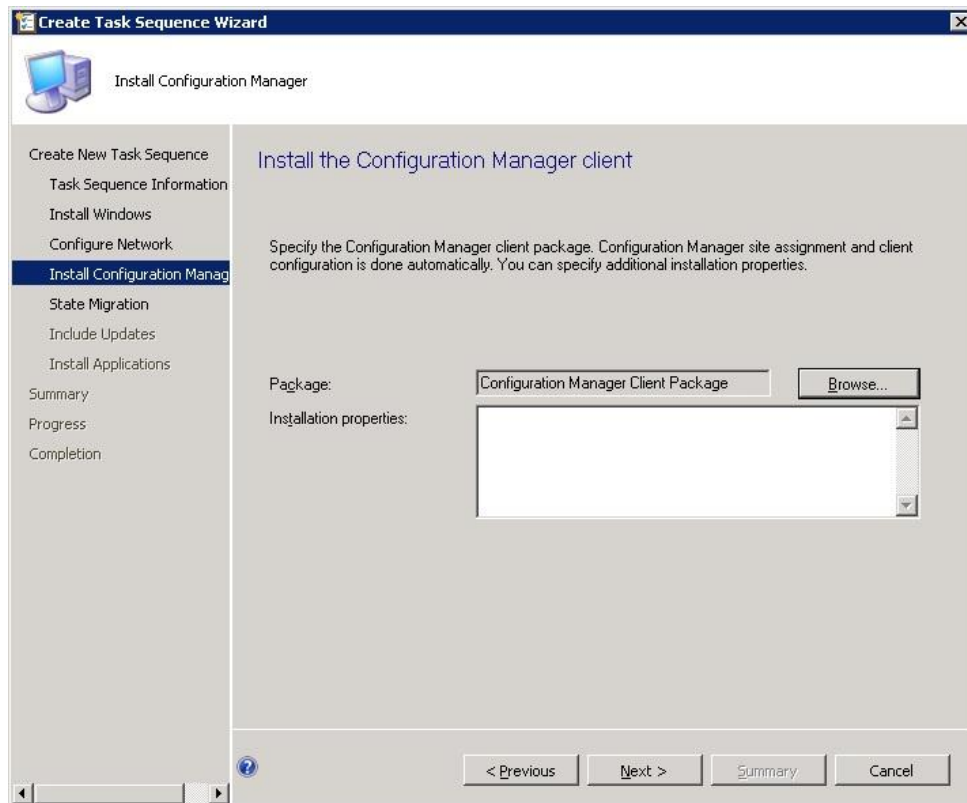 Create Task Sequence Wizard
Install Configuration Manager
Create New Task Sequence
Task Sequence Information
Install Windows
Configure Network
Install Configuration Manag
State Migration
Include Updates
Install Applications
Summary
Progress
Completion
Install the Configuration Manager client
Specify the Configuration Manager client package. Configuration Manager site assignment and client
configuration is done automatically. You can specify additional installation properties.
Package:
Configuration Manager Client Package
Browse...
Installation properties:
< Previous
Next >
Summary
Cancel